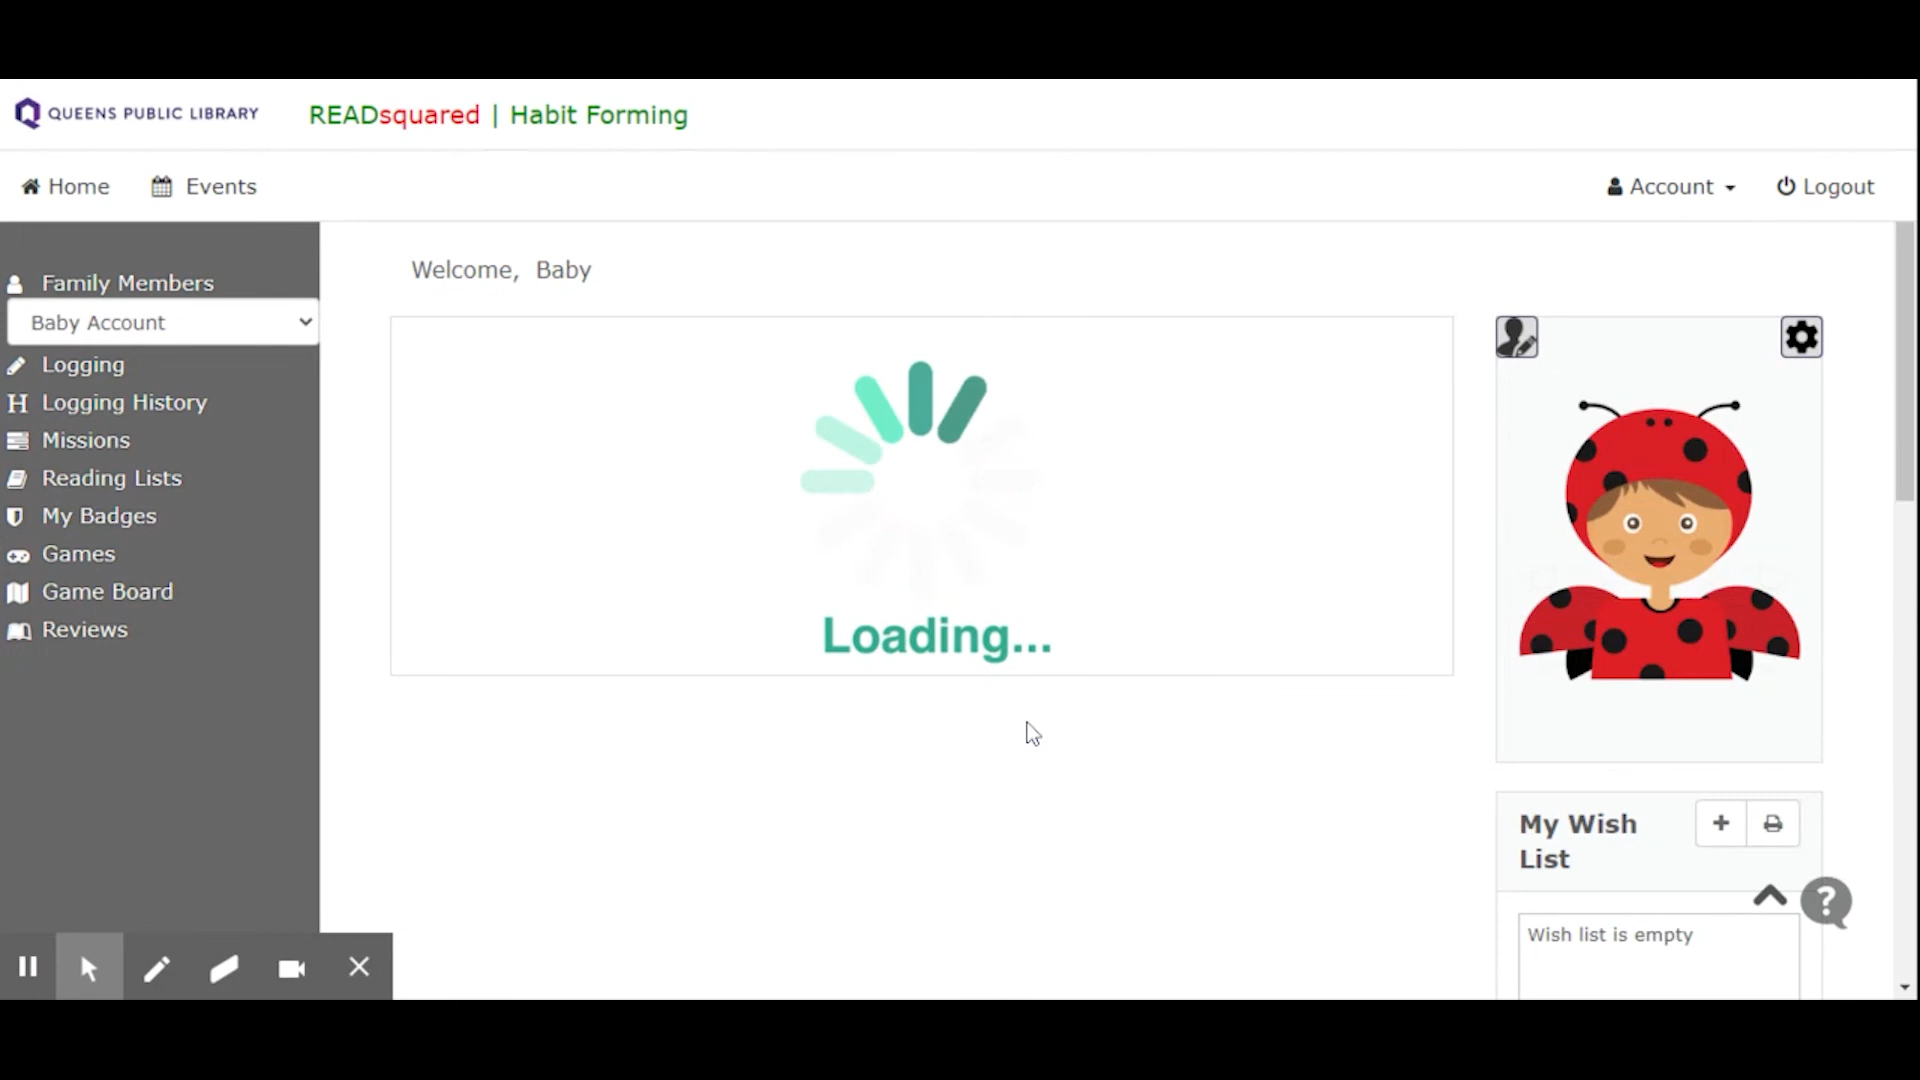 QUEENS PUBLIC LIBRARY
READsquared | Habit Forming
Home
Events
Account
Logout
Family Members
Baby Account
Logging
H Logging History
Missions
Reading Lists
My Badges
Games
Game Board
Reviews
Welcome, Baby
Loading...
My Wish
List
?
Wish list is empty